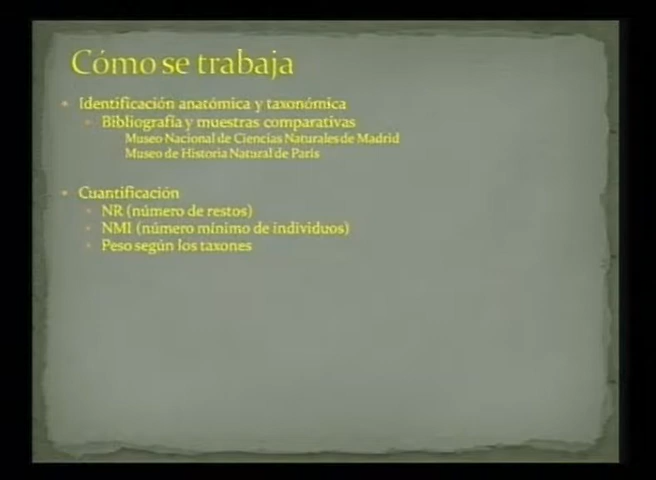 Cómo se trabaja
Identificación anatómica y taxonómica
Bibliografía y muestras comparativas
Museo Nacional de Ciencias Naturales de Madrid
Museo de Historia Natural de París
Cuantificación
NR (número de restos)
NMI (número mínimo de individuos)
Peso según los taxones